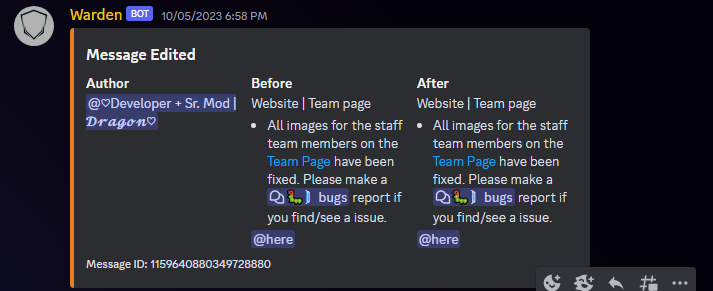 Warden BOT 10/05/2023 6:58 PM
Message Edited
Author
@♡Developer + Sr. Mod |
𝓓𝓻𝓪𝓰𝓸𝓷♡
Before
Website | Team page
• All images for the staff
team members on the
Team Page have been
fixed. Please make a
🐛》bugs report if
you find/see a issue.
@here
After
Website | Team page
• All images for the staff
team members on the
Team Page have been
fixed. Please make a
🐛》bugs report if
you find/see a issue.
@here
Message ID: 1159640880349728880